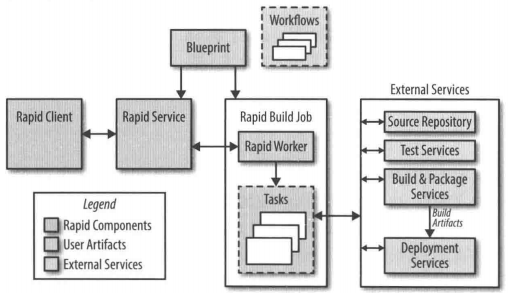 Workflows
Blueprint
External Services
Rapid Client
Rapid Service
Rapid Build Job
Source Repository
Rapid Worker
Test Services
Build & Package
Services
Tasks
Build
Artifacts
Deployment
Services
Legend
Rapid Components
User Artifacts
External Services